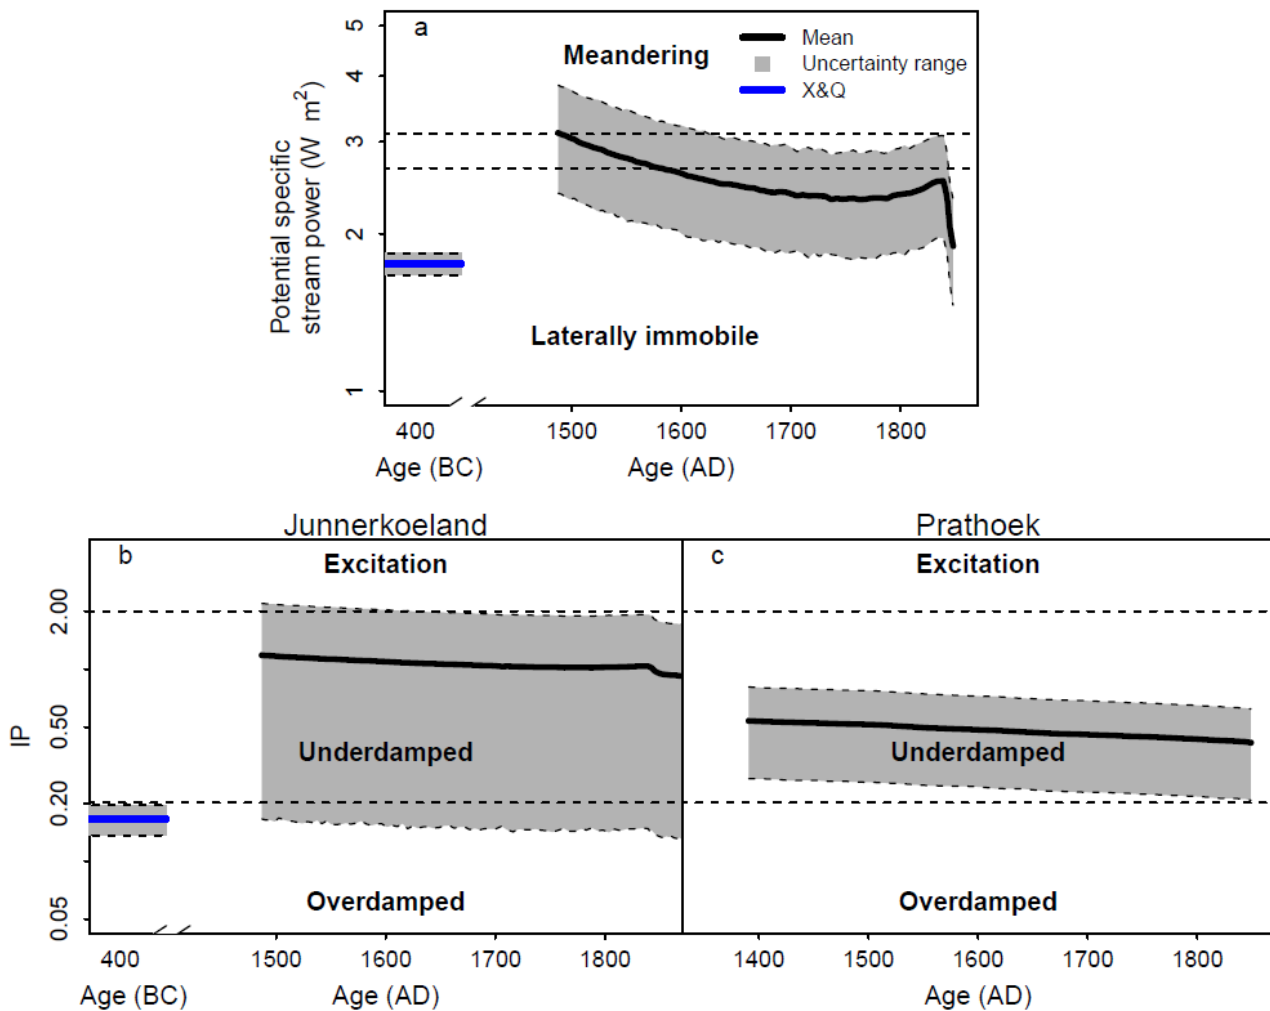 a
Meandering
Mean
Uncertainty range
X&Q
Laterally immobile
Potential specific
stream power (W m²)
5
4
3
2
1
400
1500 1600 1700 1800
Age (BC) Age (AD)
Junnerkoeland Prathoek
b Excitation
c Excitation
Underdamped
Underdamped
Overdamped
Overdamped
IP
2.00
0.50
0.20
0.05
400 1500 1600 1700 1800
1400 1500 1600 1700 1800
Age (BC) Age (AD) Age (AD)